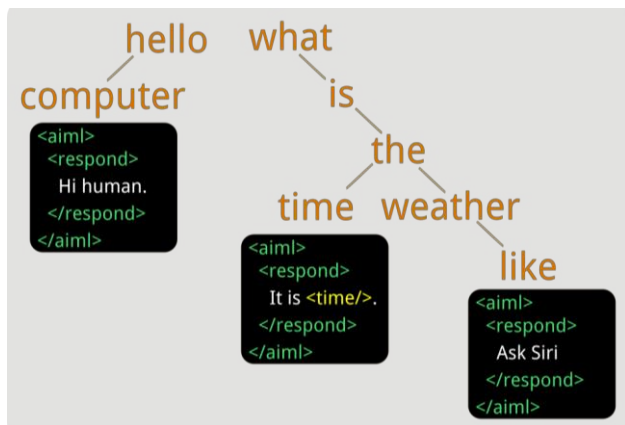 hello what
computer is
<aiml>
<respond>
Hi human.
</respond>
</aiml>
the
time weather
<aiml>
<respond>
It is <time/>.
</respond>
</aiml>
like
<aiml>
<respond>
Ask Siri
</respond>
</aiml>